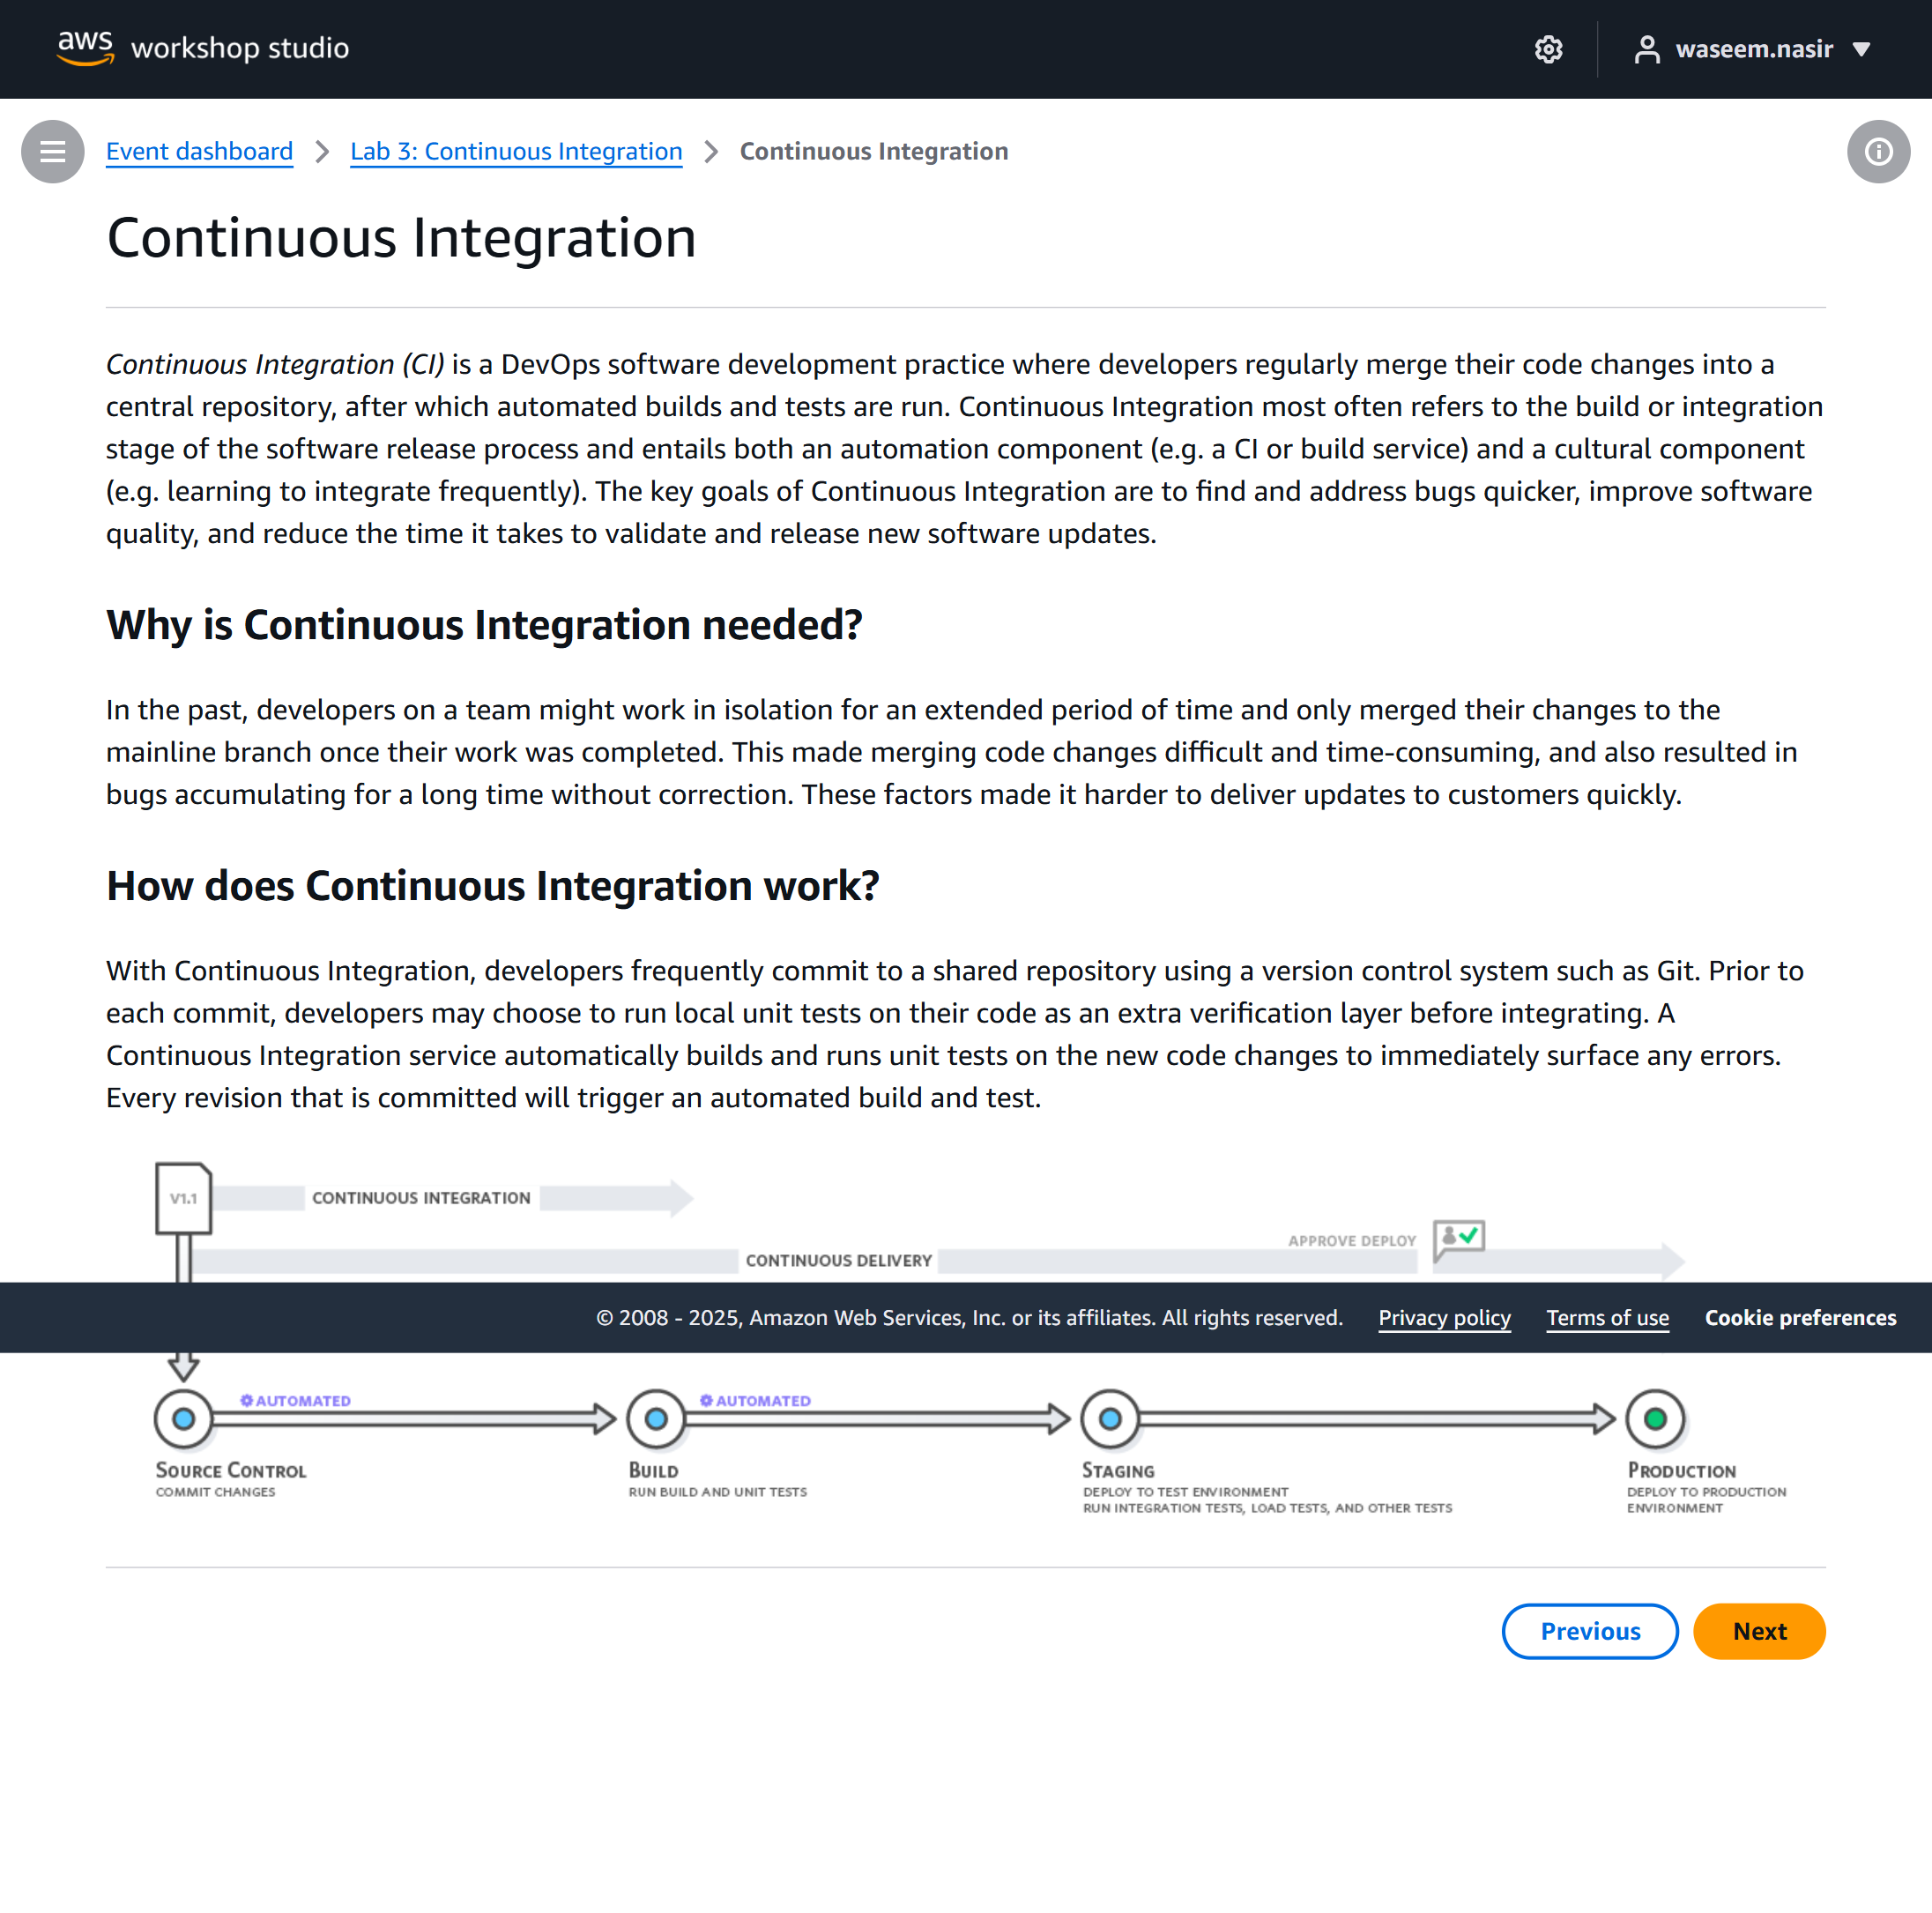 aws workshop studio
waseem.nasir
Event dashboard
Lab 3: Continuous Integration
Continuous Integration
Continuous Integration
Continuous Integration (CI) is a DevOps software development practice where developers regularly merge their code changes into a
central repository, after which automated builds and tests are run. Continuous Integration most often refers to the build or integration
stage of the software release process and entails both an automation component (e.g. a CI or build service) and a cultural component
(e.g. learning to integrate frequently). The key goals of Continuous Integration are to find and address bugs quicker, improve software
quality, and reduce the time it takes to validate and release new software updates.
Why is Continuous Integration needed?
In the past, developers on a team might work in isolation for an extended period of time and only merged their changes to the
mainline branch once their work was completed. This made merging code changes difficult and time-consuming, and also resulted in
bugs accumulating for a long time without correction. These factors made it harder to deliver updates to customers quickly.
How does Continuous Integration work?
With Continuous Integration, developers frequently commit to a shared repository using a version control system such as Git. Prior to
each commit, developers may choose to run local unit tests on their code as an extra verification layer before integrating. A
Continuous Integration service automatically builds and runs unit tests on the new code changes to immediately surface any errors.
Every revision that is committed will trigger an automated build and test.
V1.1
CONTINUOUS INTEGRATION
APPROVE DEPLOY
CONTINUOUS DELIVERY
© 2008 - 2025, Amazon Web Services, Inc. or its affiliates. All rights reserved.
Privacy policy
Terms of use
Cookie preferences
AUTOMATED
AUTOMATED
SOURCE CONTROL
COMMIT CHANGES
BUILD
RUN BUILD AND UNIT TESTS
STAGING
DEPLOY TO TEST ENVIRONMENT
RUN INTEGRATION TESTS, LOAD TESTS, AND OTHER TESTS
PRODUCTION
DEPLOY TO PRODUCTION
ENVIRONMENT
Previous
Next